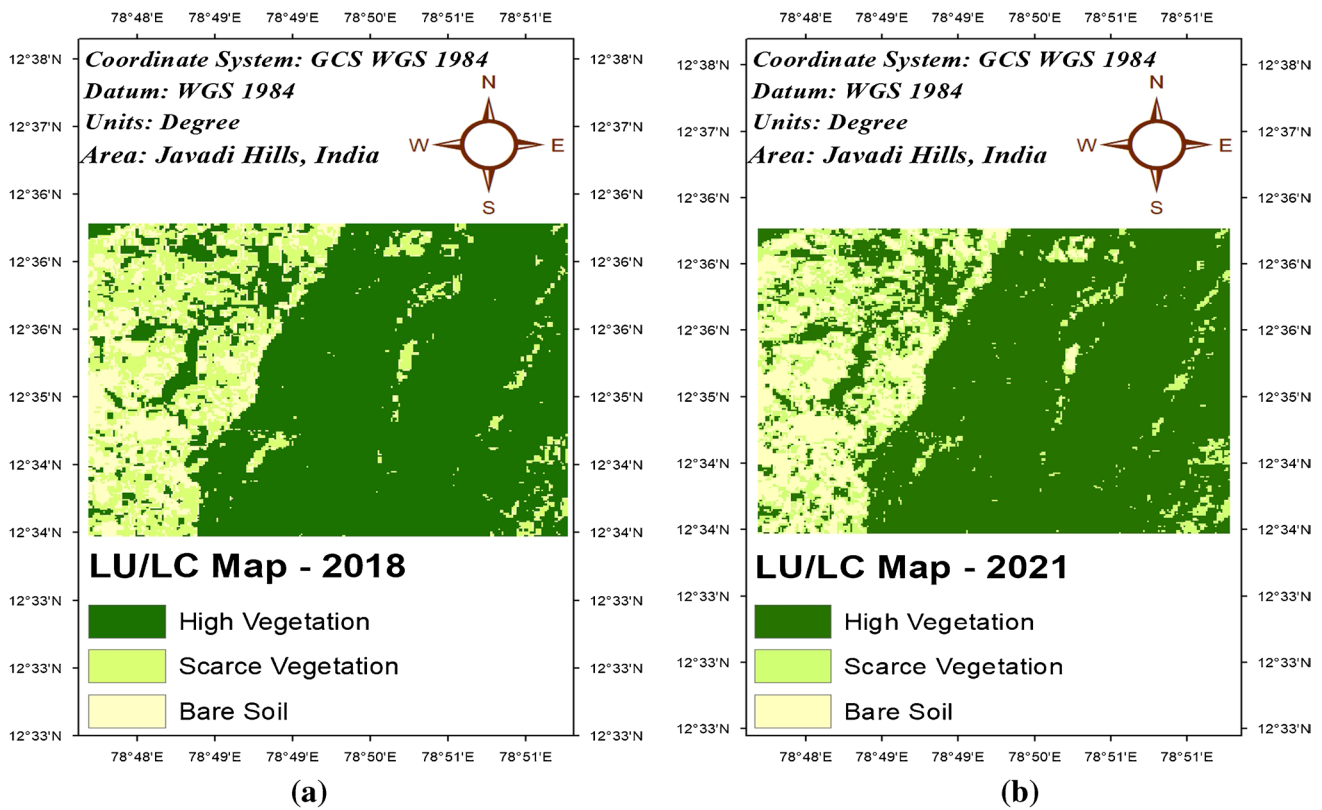 78°48'E 78°49'E 78°49'E 78°50'E 78°51'E 78°51'E
12°38'N
12°37'N
12°36'N
12°36'N
12°36'N
12°35'N
12°34'N
12°34'N
12°33'N
12°33'N
12°33'N
Coordinate System: GCS WGS 1984
Datum: WGS 1984
Units: Degree
Area: Javadi Hills, India
N
W E
S
LU/LC Map - 2018
High Vegetation
Scarce Vegetation
Bare Soil
12°38'N
12°37'N
12°36'N
12°36'N
12°36'N
12°35'N
12°34'N
12°34'N
12°33'N
12°33'N
12°33'N
78°48'E 78°49'E 78°49'E 78°50'E 78°51'E 78°51'E
(a)
78°48'E 78°49'E 78°49'E 78°50'E 78°51'E 78°51'E
12°38'N
12°37'N
12°36'N
12°36'N
12°36'N
12°35'N
12°34'N
12°34'N
12°33'N
12°33'N
12°33'N
Coordinate System: GCS WGS 1984
Datum: WGS 1984
Units: Degree
Area: Javadi Hills, India
N
W E
S
LU/LC Map - 2021
High Vegetation
Scarce Vegetation
Bare Soil
12°38'N
12°37'N
12°36'N
12°36'N
12°36'N
12°35'N
12°34'N
12°34'N
12°33'N
12°33'N
12°33'N
78°48'E 78°49'E 78°49'E 78°50'E 78°51'E 78°51'E
(b)